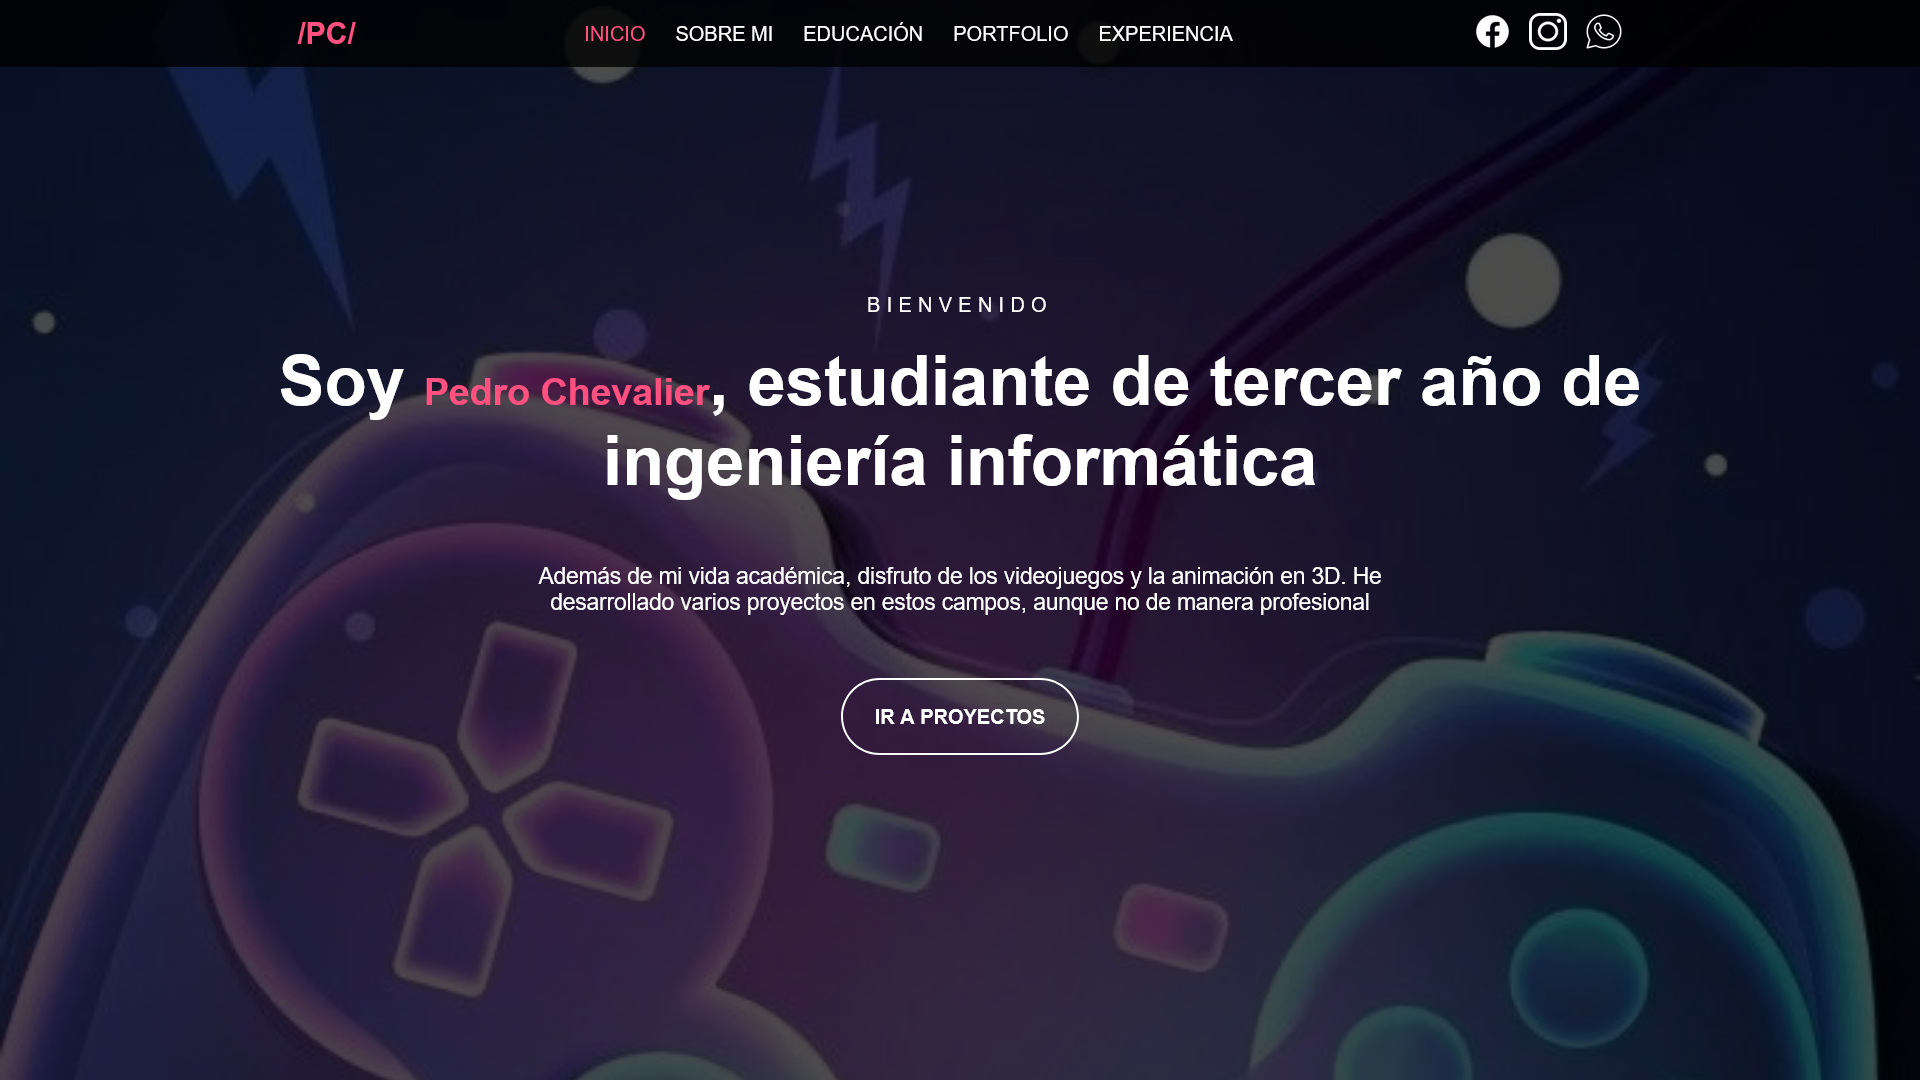 /PC/
INICIO SOBRE MI EDUCACIÓN PORTFOLIO EXPERIENCIA
BIENVENIDO
Soy Pedro Chevalier, estudiante de tercer año de
ingeniería informática
Además de mi vida académica, disfruto de los videojuegos y la animación en 3D. He
desarrollado varios proyectos en estos campos, aunque no de manera profesional
IR A PROYECTOS